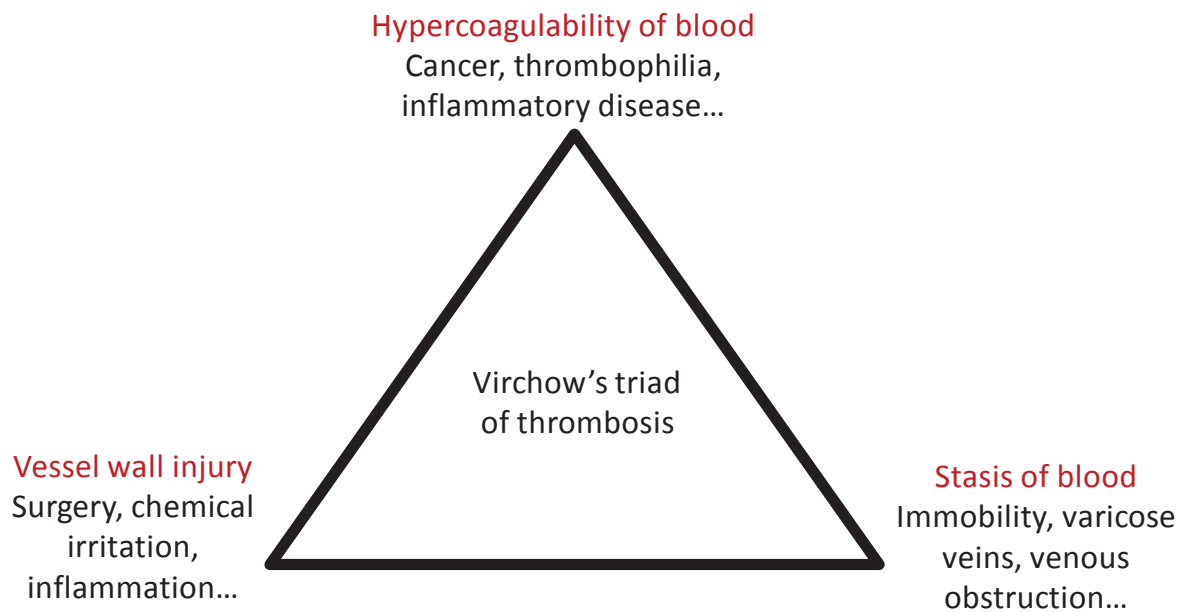 Hypercoagulability of blood
Cancer, thrombophilia,
inflammatory disease…
Virchow’s triad
of thrombosis
Vessel wall injury
Surgery, chemical
irritation,
inflammation…
Stasis of blood
Immobility, varicose
veins, venous
obstruction…